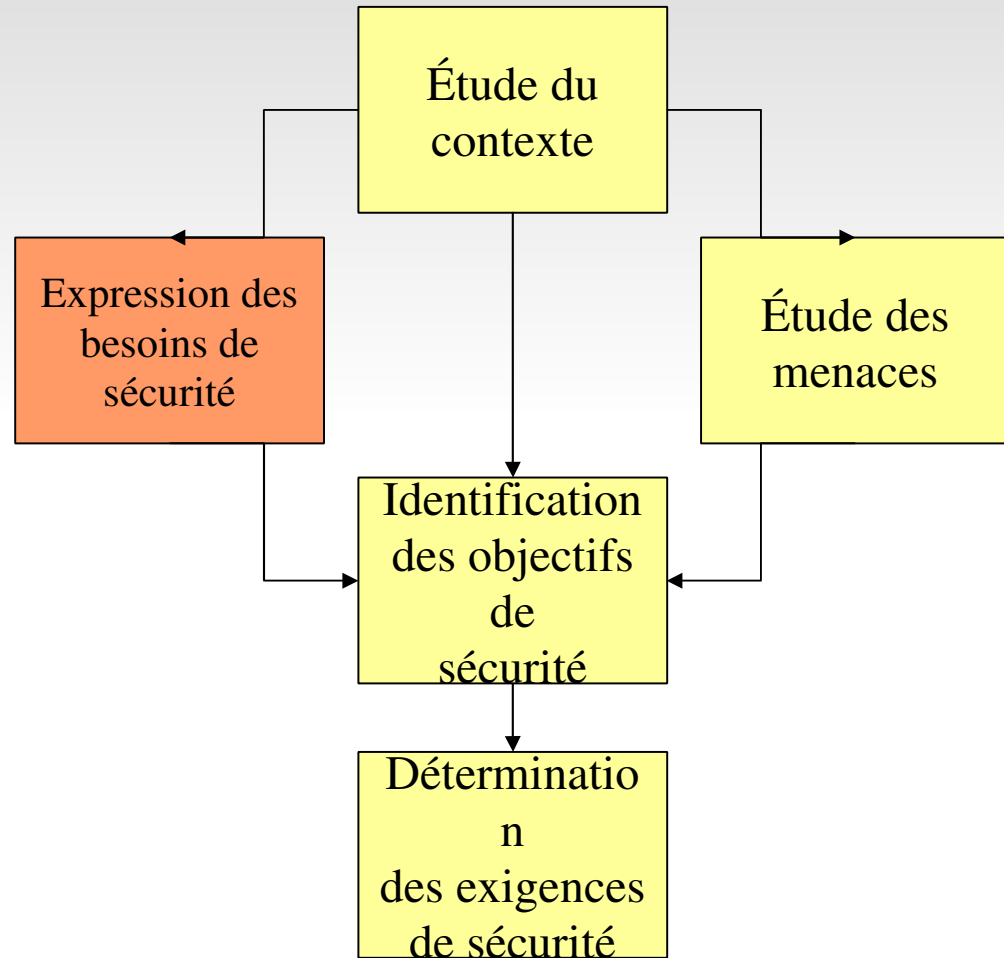 Étude du
contexte
Expression des
besoins de
sécurité
Étude des
menaces
Identification
des objectifs
de
sécurité
Déterminatio
n
des exigences
de sécurité